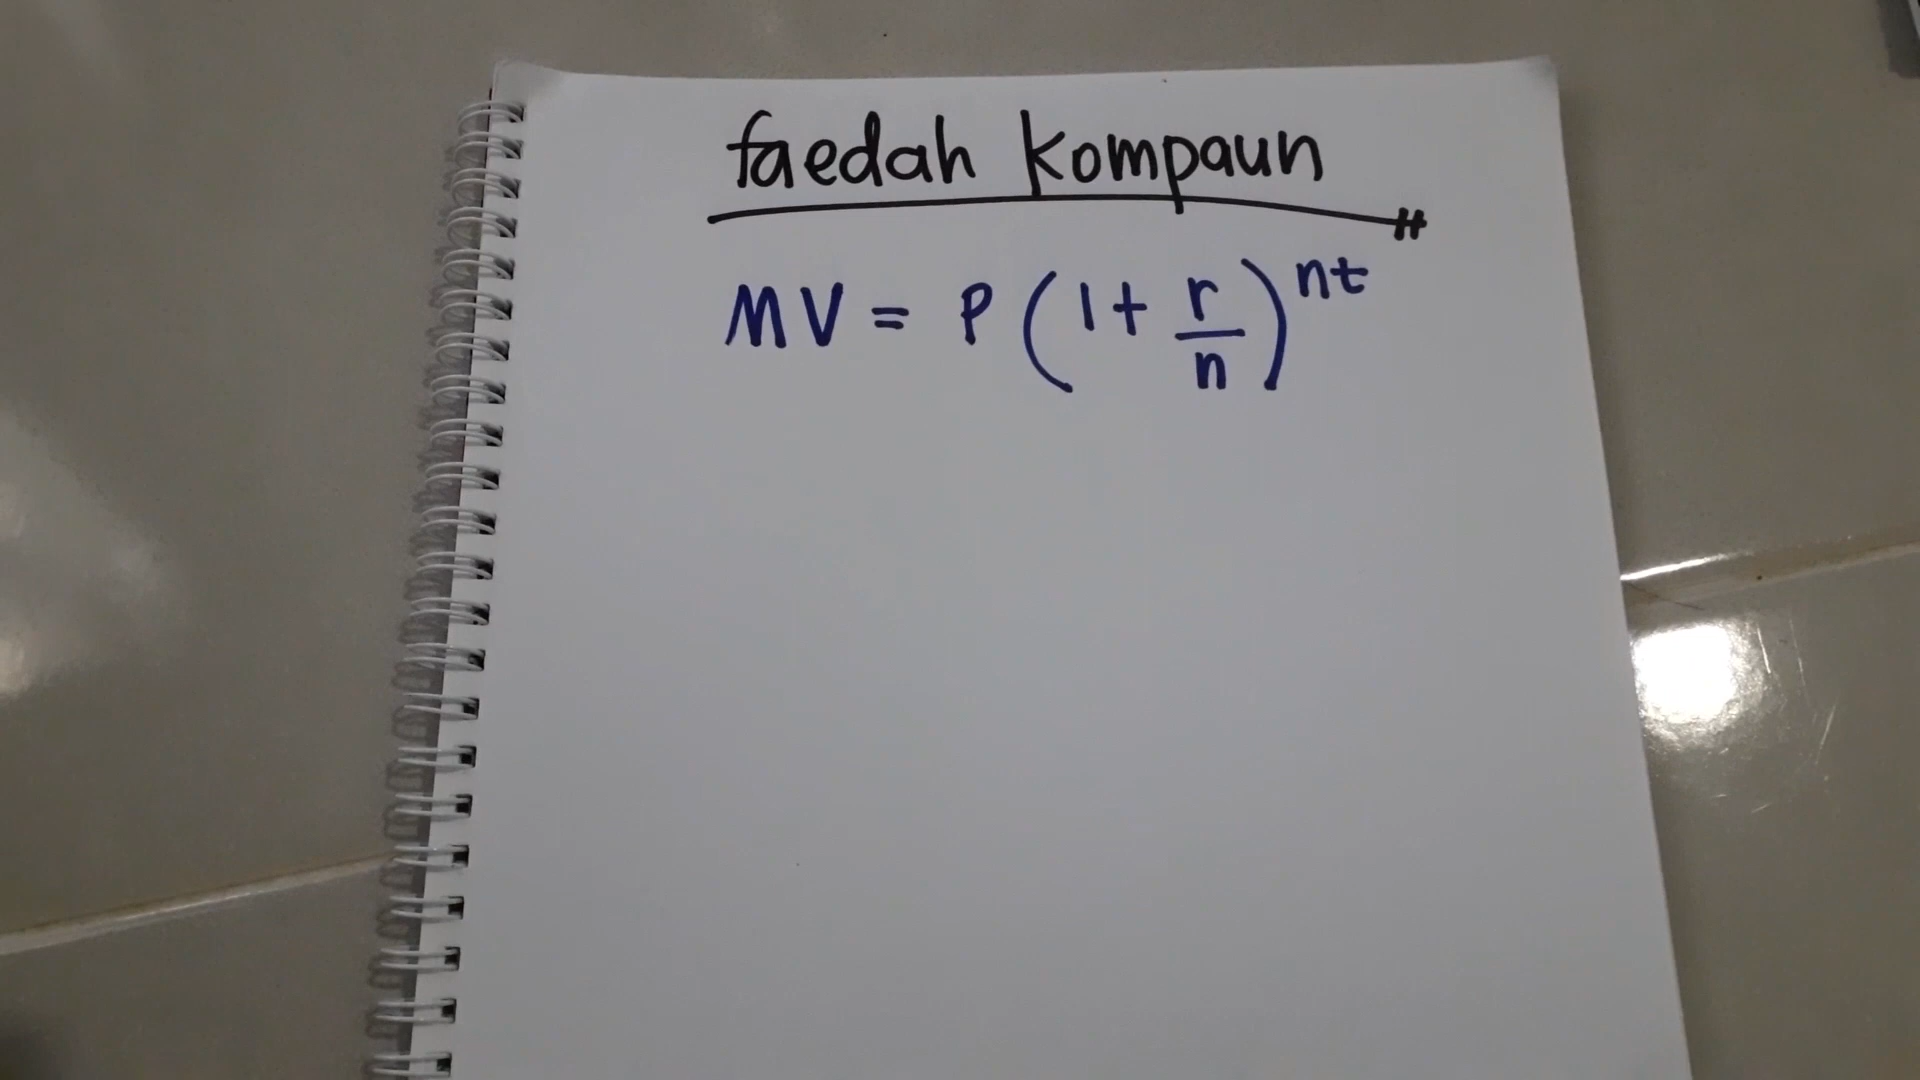 faedah kompaun
MV = P (1 + r/n)^nt